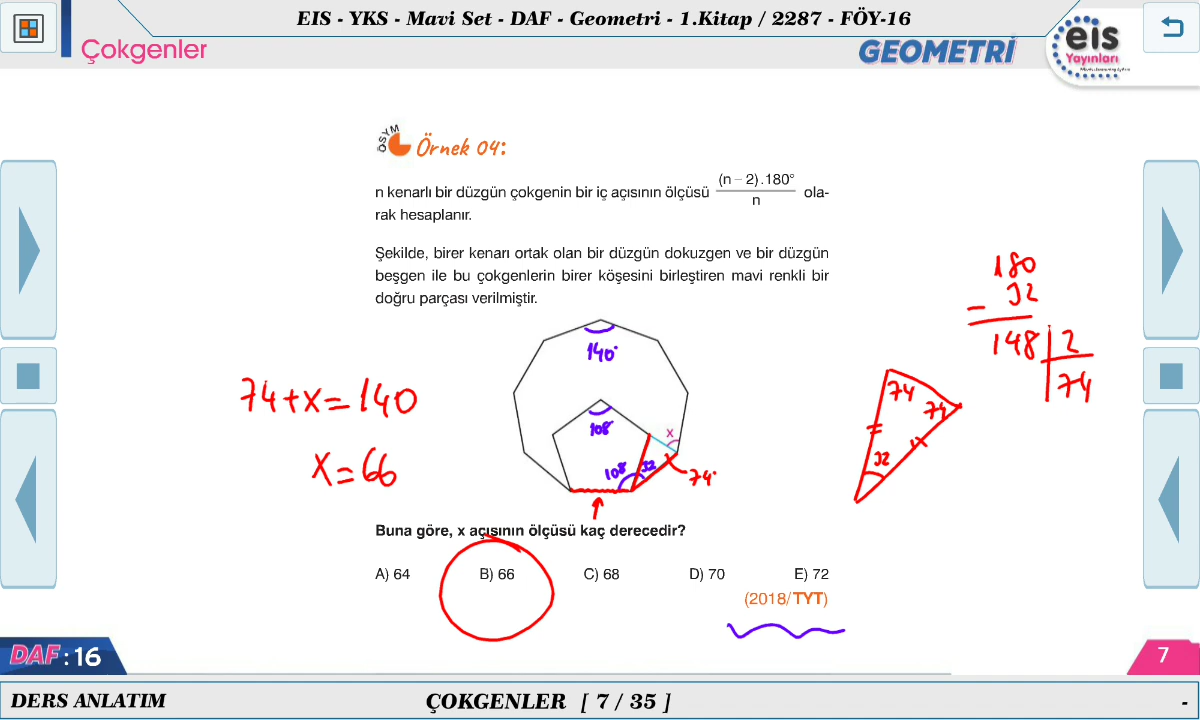 EIS - YKS - Mavi Set - DAF - Geometri - 1.Kitap / 2287 - FÖY-16
Çokgenler
GEOMETRİ
eis
Yayınları
ÖSYM
Örnek 04:
n kenarlı bir düzgün çokgenin bir iç açısının ölçüsü (n – 2).180° / n ola-
rak hesaplanır.
Şekilde, birer kenarı ortak olan bir düzgün dokuzgen ve bir düzgün
beşgen ile bu çokgenlerin birer köşesini birleştiren mavi renkli bir
doğru parçası verilmiştir.
180
- 32
148 | 2
74
140°
108°
x
108° 32
74°
74+x=140
x=66
74
74
32
Buna göre, x açısının ölçüsü kaç derecedir?
A) 64 B) 66 C) 68 D) 70 E) 72
(2018/TYT)
DAF : 16
7
DERS ANLATIM
ÇOKGENLER [ 7 / 35 ]
-